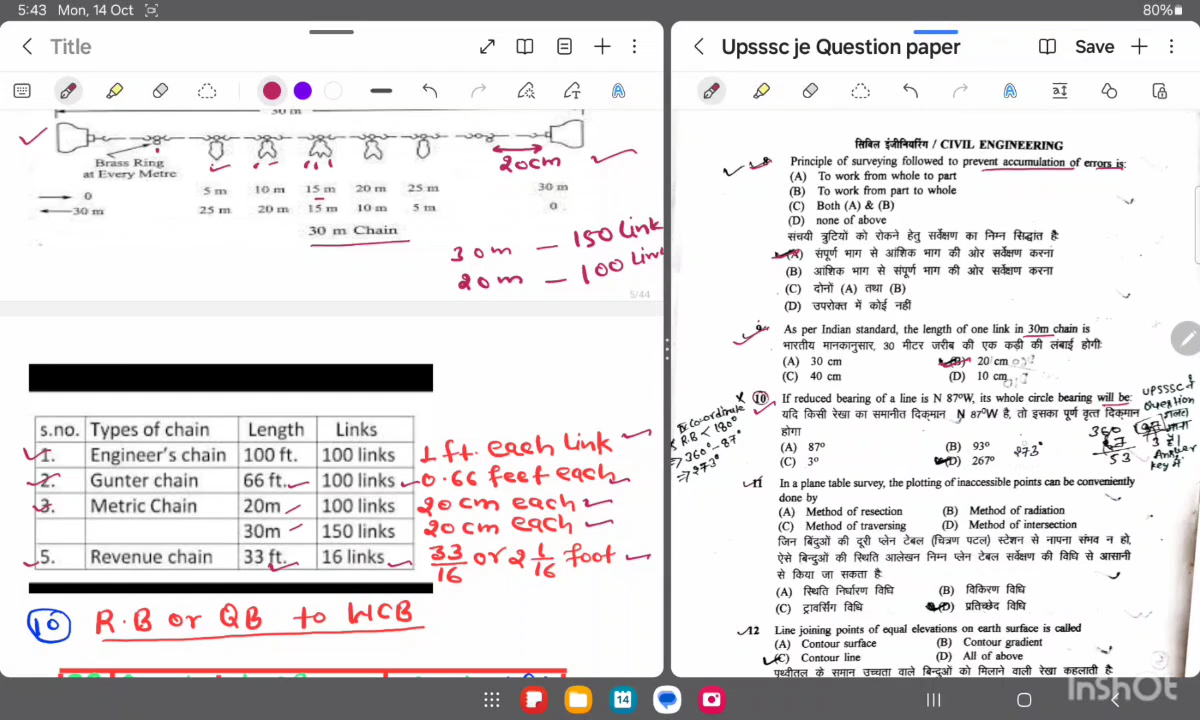 5:43 Mon, 14 Oct
80%
Title
Upsssc je Question paper
Save
30 m
Brass Ring
at Every Metre
20cm
0 5 m 10 m 15 m 20 m 25 m 30 m
30 m 25 m 20 m 15 m 10 m 5 m 0
30 m Chain
30m — 150 link
20m — 100 Link
5/44
s.no. Types of chain Length Links
1. Engineer's chain 100 ft. 100 links 1 ft. each Link
2. Gunter chain 66 ft. 100 links 0.66 feet each
3. Metric Chain 20m 100 links 20 cm each
30m 150 links 20 cm each
5. Revenue chain 33 ft. 16 links 33/16 or 2 1/16 foot
10 R.B or QB to WCB
सिविल इंजीनियरिंग / CIVIL ENGINEERING
Principle of surveying followed to prevent accumulation of errors is:
(A) To work from whole to part
(B) To work from part to whole
(C) Both (A) & (B)
(D) none of above
संचयी त्रुटियों को रोकने हेतु सर्वेक्षण का निम्न सिद्धांत है
(A) संपूर्ण भाग से आंशिक भाग की ओर सर्वेक्षण करना
(B) आंशिक भाग से संपूर्ण भाग की ओर सर्वेक्षण करना
(C) दोनों (A) तथा (B)
(D) उपरोक्त में कोई नहीं
As per Indian standard, the length of one link in 30m chain is
भारतीय मानकानुसार, 30 मीटर जरीब की एक कड़ी की लंबाई होगी:
(A) 30 cm (B) 20 cm
(C) 40 cm (D) 10 cm
10 If reduced bearing of a line is N 87°W, its whole circle bearing will be:
यदि किसी रेखा का समानीत दिक्मान N 87°W है, तो इसका पूर्ण वृत्त दिक्मान
होगा
(A) 87° (B) 93° 273°
(C) 3° (D) 267°
R.B < 180°
⇒ 360° - 87°
⇒ 273°
UPSSSC
Question
360
Answer
key
11 In a plane table survey, the plotting of inaccessible points can be conveniently
done by
(A) Method of resection (B) Method of radiation
(C) Method of traversing (D) Method of intersection
जिन बिंदुओं की दूरी प्लेन टेबल (चित्रण पटल) स्टेशन से नापना संभव न हो,
ऐसे बिन्दुओं की स्थिति आलेखन निम्न प्लेन टेबल सर्वेक्षण की विधि से आसानी
से किया जा सकता है
(A) स्थिति निर्धारण विधि (B) विकिरण विधि
(C) ट्रावर्सिंग विधि (D) प्रतिच्छेद विधि
12 Line joining points of equal elevations on earth surface is called
(A) Contour surface (B) Contour gradient
(C) Contour line (D) All of above
पृथ्वीतल के समान उच्चता वाले बिन्दुओं को मिलाने वाली रेखा कहलाती है
14
InShOt